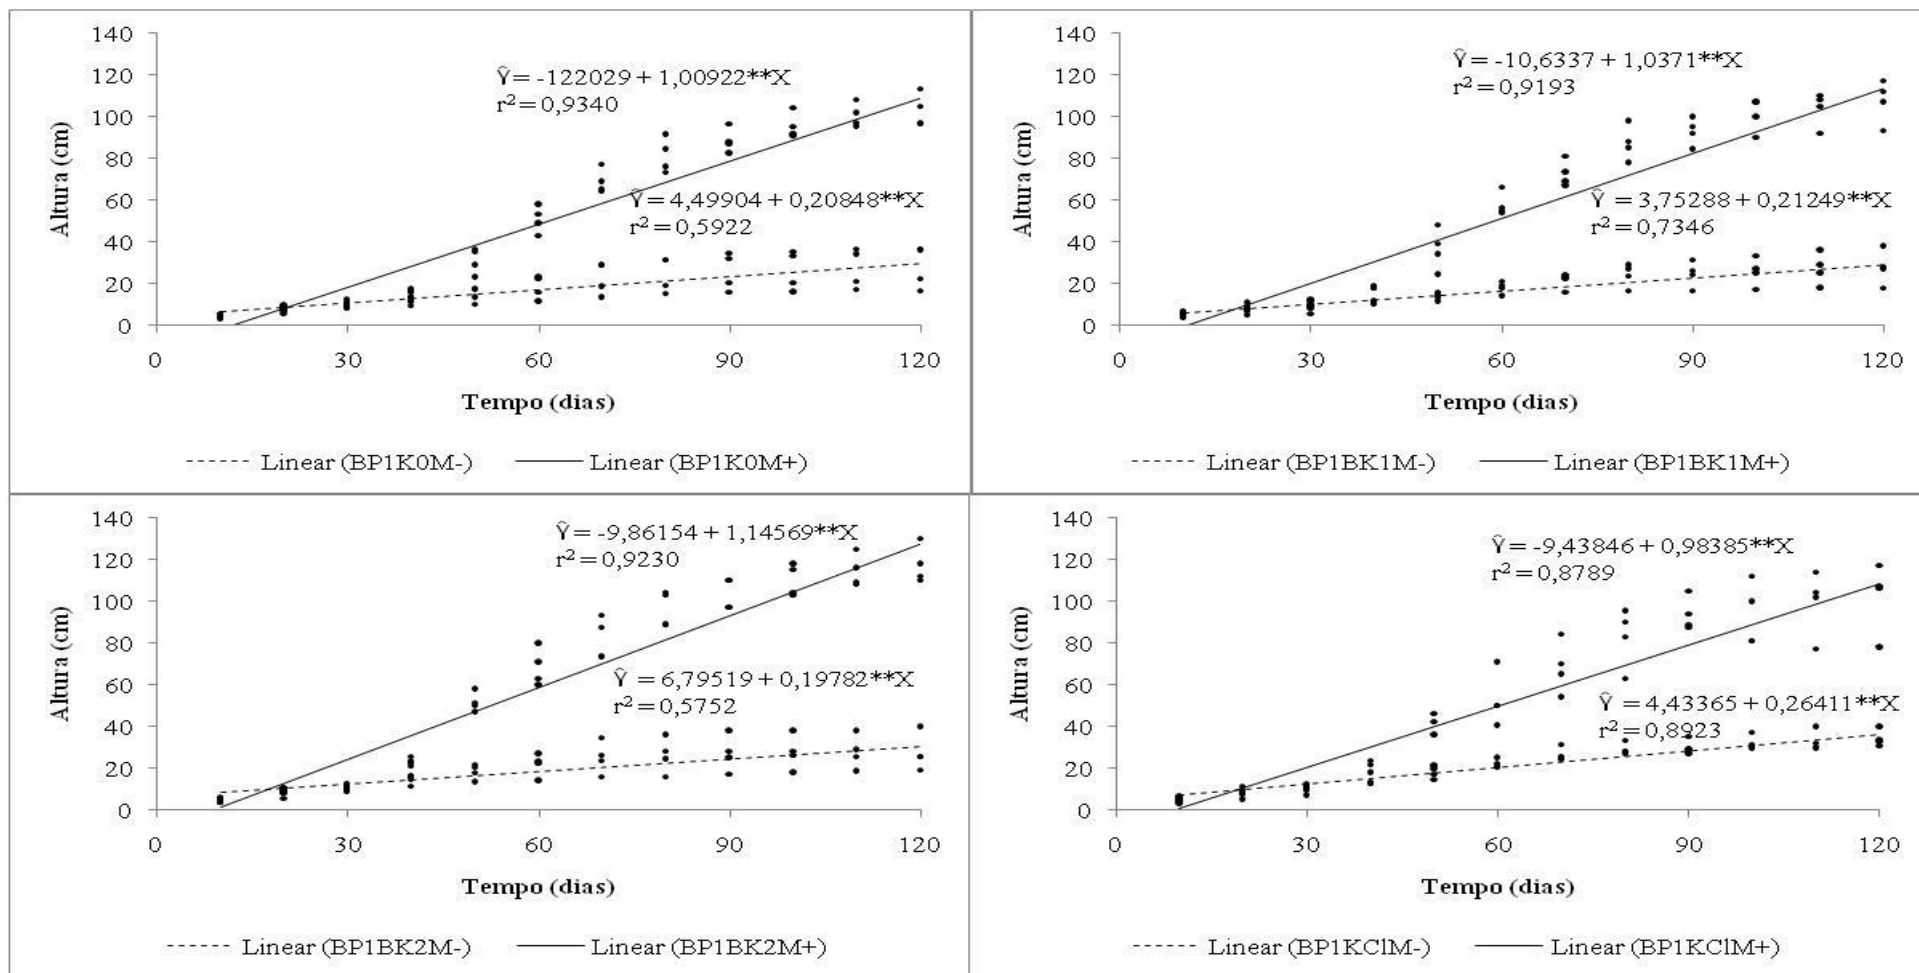 140
120
100
80
60
40
20
0
Altura (cm)
Ŷ = -122029 + 1,00922**X
r² = 0,9340
Ŷ = 4,49904 + 0,20848**X
r² = 0,5922
0 30 60 90 120
Tempo (dias)
Linear (BP1K0M-) Linear (BP1K0M+)
140
120
100
80
60
40
20
0
Altura (cm)
Ŷ = -10,6337 + 1,0371**X
r² = 0,9193
Ŷ = 3,75288 + 0,21249**X
r² = 0,7346
0 30 60 90 120
Tempo (dias)
Linear (BP1BK1M-) Linear (BP1BK1M+)
140
120
100
80
60
40
20
0
Altura (cm)
Ŷ = -9,86154 + 1,14569**X
r² = 0,9230
Ŷ = 6,79519 + 0,19782**X
r² = 0,5752
0 30 60 90 120
Tempo (dias)
Linear (BP1BK2M-) Linear (BP1BK2M+)
140
120
100
80
60
40
20
0
Altura (cm)
Ŷ = -9,43846 + 0,98385**X
r² = 0,8789
Ŷ = 4,43365 + 0,26411**X
r² = 0,8923
0 30 60 90 120
Tempo (dias)
Linear (BP1KClM-) Linear (BP1KClM+)